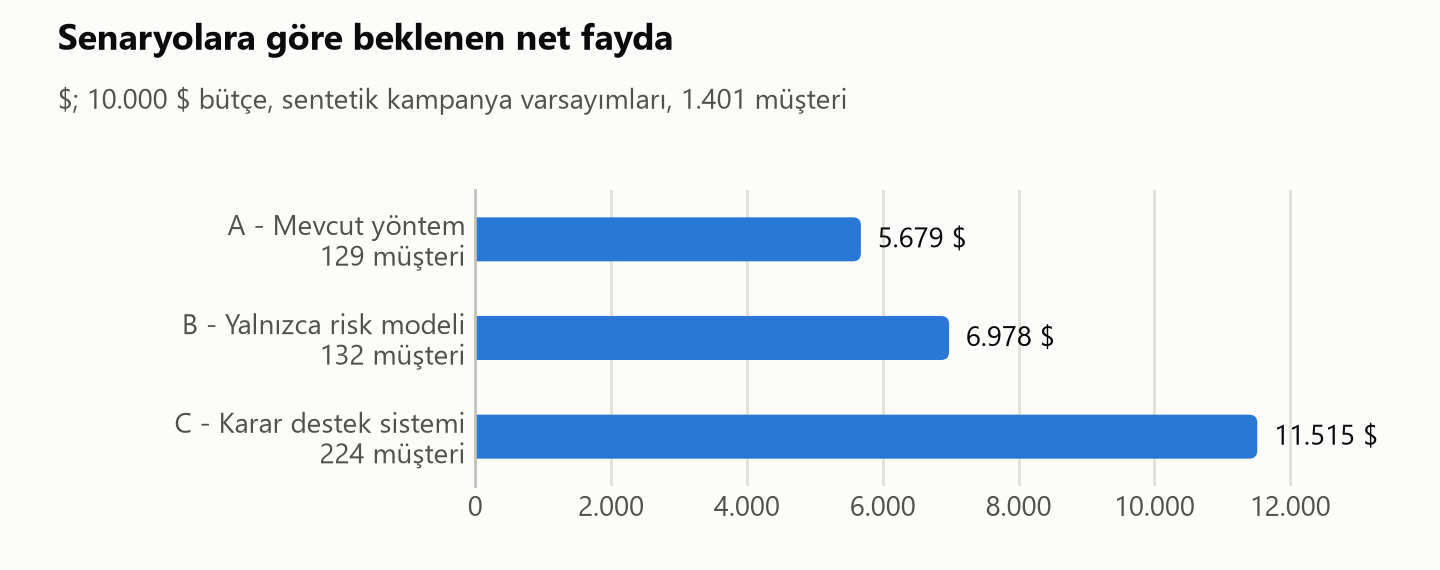 Senaryolara göre beklenen net fayda
$; 10.000 $ bütçe, sentetik kampanya varsayımları, 1.401 müşteri
A - Mevcut yöntem
129 müşteri
5.679 $
B - Yalnızca risk modeli
132 müşteri
6.978 $
C - Karar destek sistemi
224 müşteri
11.515 $
0 2.000 4.000 6.000 8.000 10.000 12.000